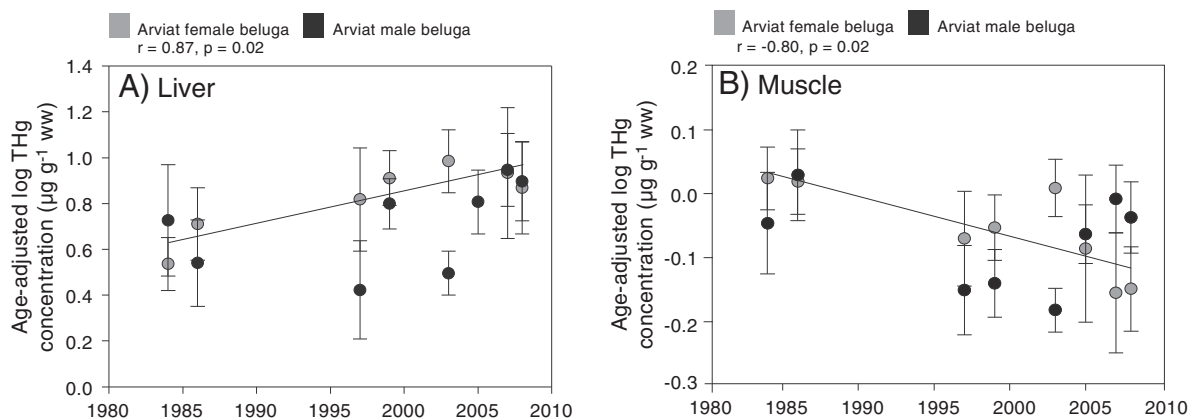 Arviat female beluga
r = 0.87, p = 0.02
Arviat male beluga
A) Liver
Age-adjusted log THg
concentration (µg g-1 ww)
1.4
1.2
1.0
0.8
0.6
0.4
0.2
0.0
1980 1985 1990 1995 2000 2005 2010
Arviat female beluga
r = -0.80, p = 0.02
Arviat male beluga
B) Muscle
Age-adjusted log THg
concentration (µg g-1 ww)
0.2
0.1
0.0
-0.1
-0.2
-0.3
1980 1985 1990 1995 2000 2005 2010